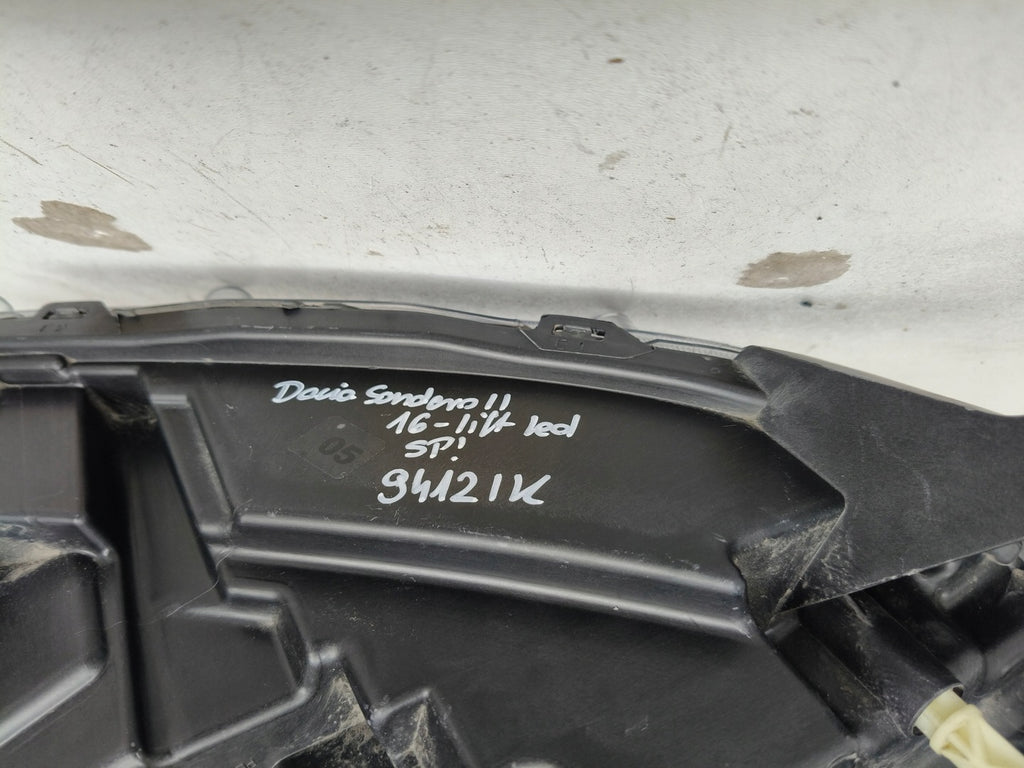 Dacia Sandero II
16-lift led
05
SP!
94121K